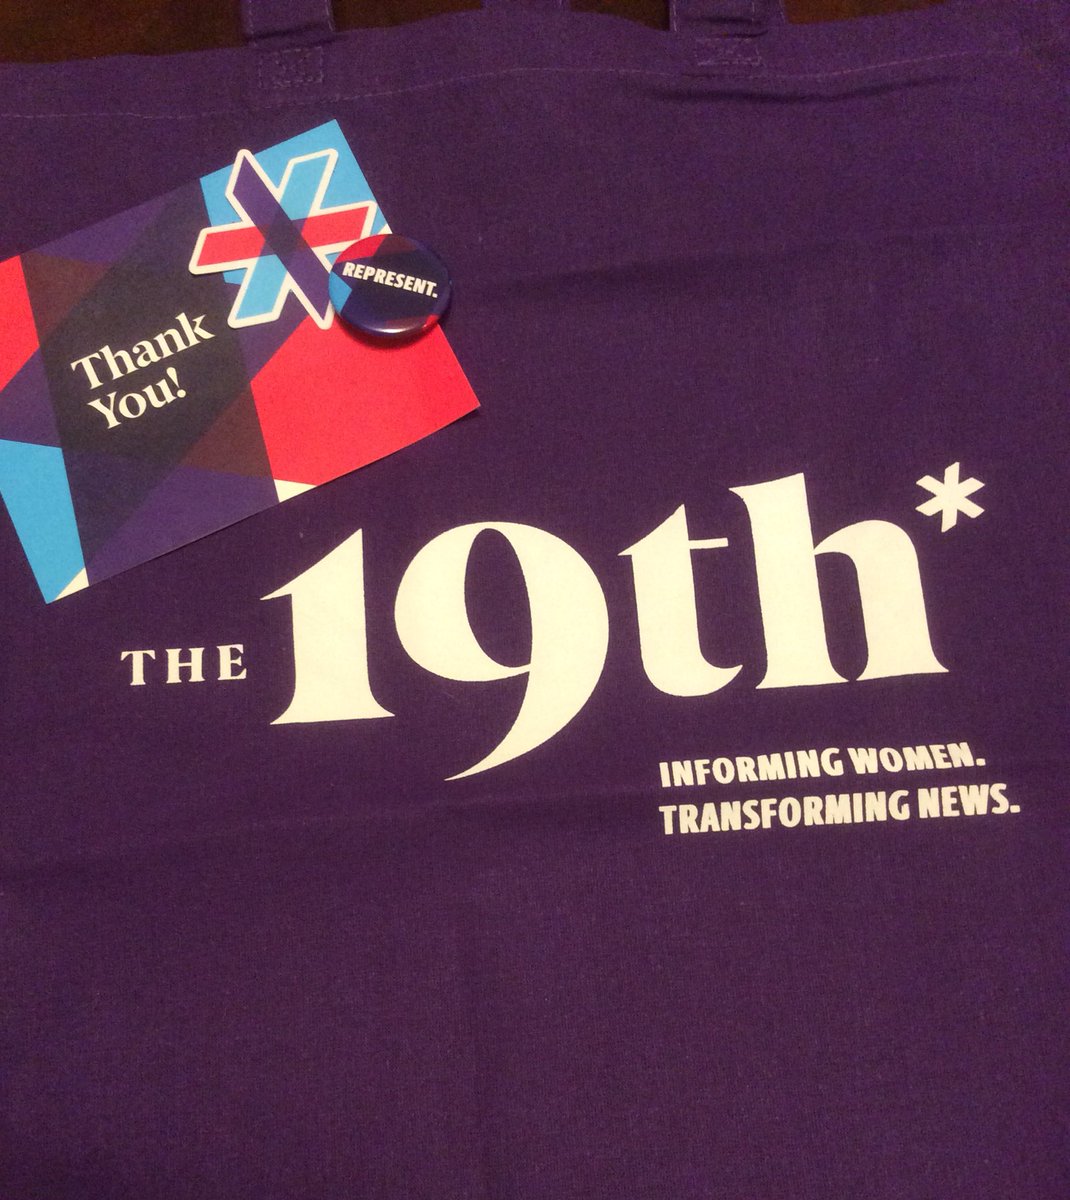 Thank
You!
REPRESENT.
THE 19th*
INFORMING WOMEN.
TRANSFORMING NEWS.